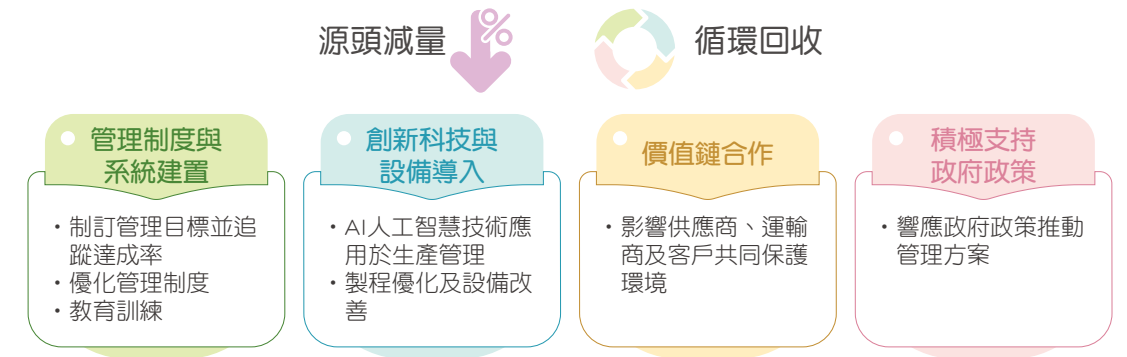 源頭減量
%
循環回收
管理制度與
系統建置
・制訂管理目標並追
蹤達成率
・優化管理制度
・教育訓練
創新科技與
設備導入
・AI人工智慧技術應
用於生產管理
・製程優化及設備改
善
價值鏈合作
・影響供應商、運輸
商及客戶共同保護
環境
積極支持
政府政策
・響應政府政策推動
管理方案